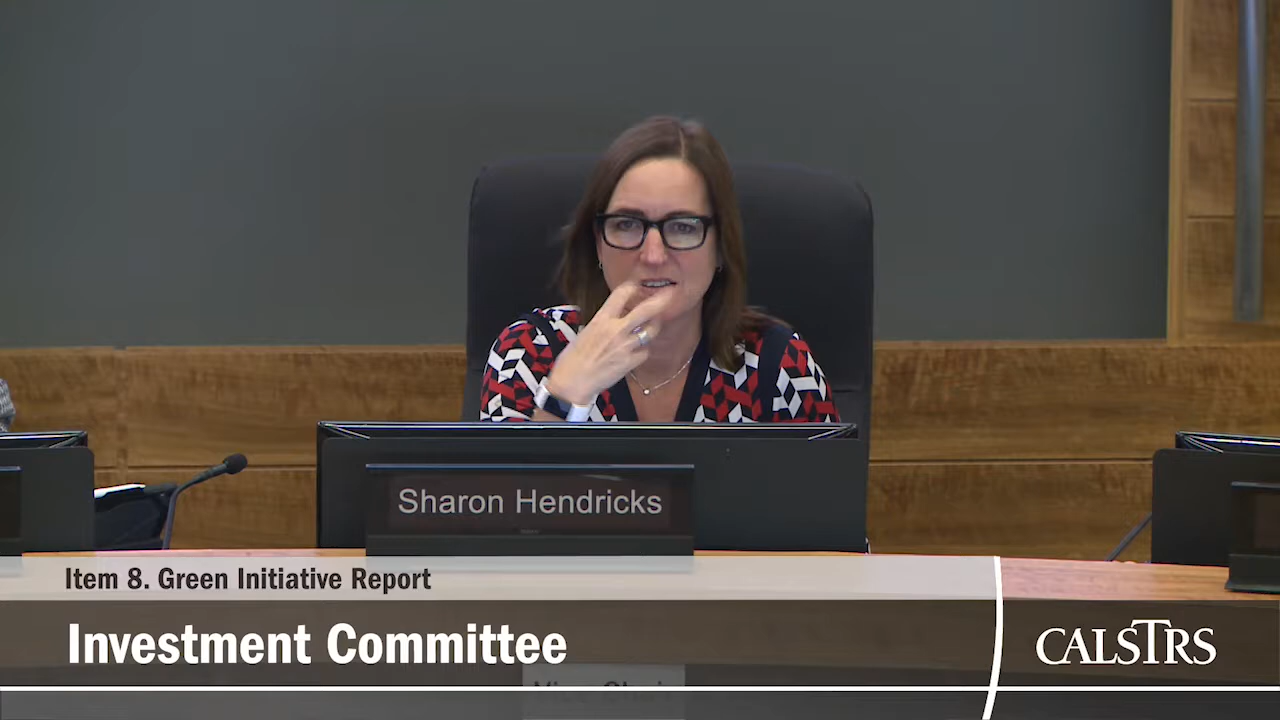 Sharon Hendricks
Item 8. Green Initiative Report
Investment Committee
CALSTRS